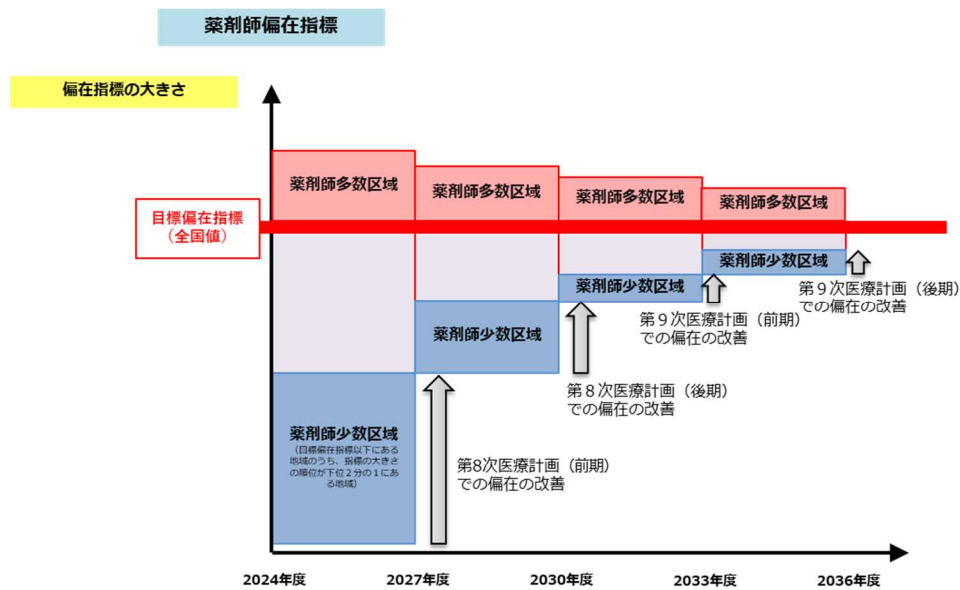 薬剤師偏在指標
偏在指標の大きさ
薬剤師多数区域
薬剤師多数区域
薬剤師多数区域
薬剤師多数区域
目標偏在指標
（全国値）
薬剤師少数区域
（目標偏在指標以下にある
地域のうち、指標の大きさ
の順位が下位２分の１にあ
る地域）
薬剤師少数区域
薬剤師少数区域
薬剤師少数区域
第8次医療計画（前期）
での偏在の改善
第８次医療計画（後期）
での偏在の改善
第９次医療計画（前期）
での偏在の改善
第９次医療計画（後期）
での偏在の改善
2024年度
2027年度
2030年度
2033年度
2036年度